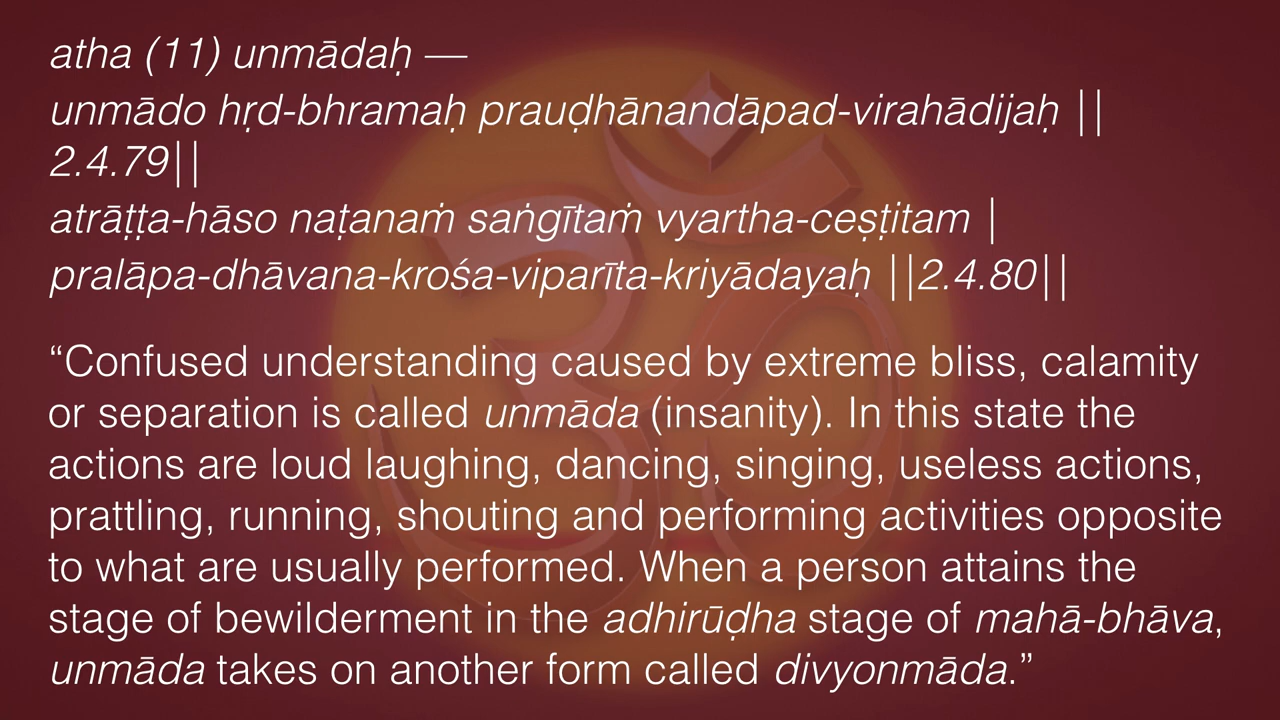 atha (11) unmādaḥ —
unmādo hṛd-bhramaḥ prauḍhānandāpad-virahādijaḥ ||
2.4.79||
atrāṭṭa-hāso naṭanaṁ saṅgītaṁ vyartha-ceṣṭitam |
pralāpa-dhāvana-krośa-viparīta-kriyādayaḥ ||2.4.80||
“Confused understanding caused by extreme bliss, calamity
or separation is called unmāda (insanity). In this state the
actions are loud laughing, dancing, singing, useless actions,
prattling, running, shouting and performing activities opposite
to what are usually performed. When a person attains the
stage of bewilderment in the adhirūḍha stage of mahā-bhāva,
unmāda takes on another form called divyonmāda.”